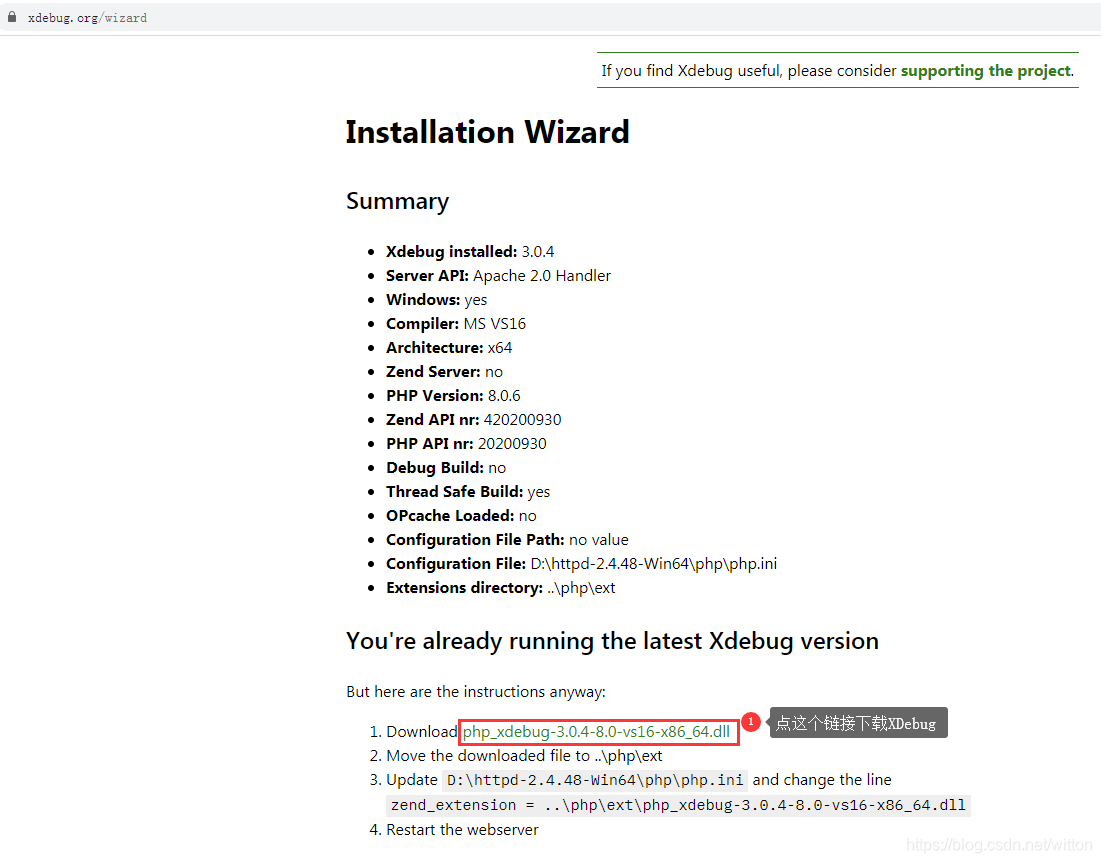 xdebug.org/wizard
If you find Xdebug useful, please consider supporting the project.
Installation Wizard
Summary
Xdebug installed: 3.0.4
Server API: Apache 2.0 Handler
Windows: yes
Compiler: MS VS16
Architecture: x64
Zend Server: no
PHP Version: 8.0.6
Zend API nr: 420200930
PHP API nr: 20200930
Debug Build: no
Thread Safe Build: yes
OPcache Loaded: no
Configuration File Path: no value
Configuration File: D:\httpd-2.4.48-Win64\php\php.ini
Extensions directory: ..\php\ext
You're already running the latest Xdebug version
But here are the instructions anyway:
1. Download php_xdebug-3.0.4-8.0-vs16-x86_64.dll 1 点这个链接下载XDebug
2. Move the downloaded file to ..\php\ext
3. Update D:\httpd-2.4.48-Win64\php\php.ini and change the line
zend_extension = ..\php\ext\php_xdebug-3.0.4-8.0-vs16-x86_64.dll
4. Restart the webserver
https://blog.csdn.net/witton